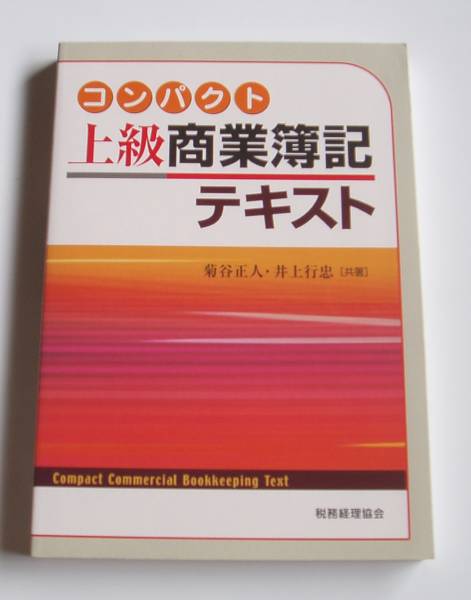 コンパクト
上級商業簿記
テキスト
菊谷正人・井上行忠［共著］
Compact Commercial Bookkeeping Text
税務経理協会